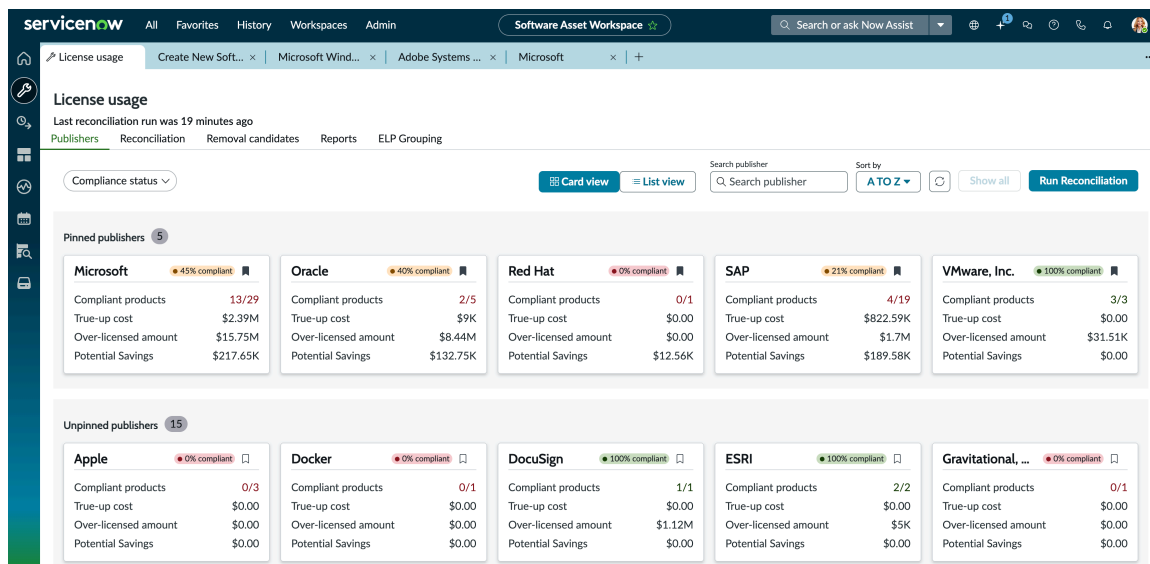 servicenow All Favorites History Workspaces Admin Software Asset Workspace Search or ask Now Assist 1
License usage Create New Soft... × Microsoft Wind... × Adobe Systems ... × Microsoft × +
License usage
Last reconciliation run was 19 minutes ago
Publishers Reconciliation Removal candidates Reports ELP Grouping
Search publisher Sort by
Compliance status Card view List view Search publisher A TO Z Show all Run Reconciliation
Pinned publishers 5
Microsoft 45% compliant Oracle 40% compliant Red Hat 0% compliant SAP 21% compliant VMware, Inc. 100% compliant
Compliant products 13/29 Compliant products 2/5 Compliant products 0/1 Compliant products 4/19 Compliant products 3/3
True-up cost $2.39M True-up cost $9K True-up cost $0.00 True-up cost $822.59K True-up cost $0.00
Over-licensed amount $15.75M Over-licensed amount $8.44M Over-licensed amount $0.00 Over-licensed amount $1.7M Over-licensed amount $31.51K
Potential Savings $217.65K Potential Savings $132.75K Potential Savings $12.56K Potential Savings $189.58K Potential Savings $0.00
Unpinned publishers 15
Apple 0% compliant Docker 0% compliant DocuSign 100% compliant ESRI 100% compliant Gravitational, ... 0% compliant
Compliant products 0/3 Compliant products 0/1 Compliant products 1/1 Compliant products 2/2 Compliant products 0/1
True-up cost $0.00 True-up cost $0.00 True-up cost $0.00 True-up cost $0.00 True-up cost $0.00
Over-licensed amount $0.00 Over-licensed amount $0.00 Over-licensed amount $1.12M Over-licensed amount $5K Over-licensed amount $0.00
Potential Savings $0.00 Potential Savings $0.00 Potential Savings $0.00 Potential Savings $0.00 Potential Savings $0.00